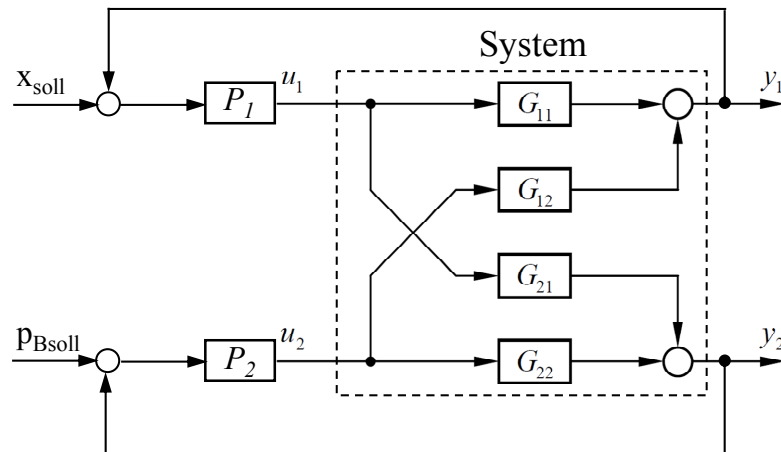 System
x_soll
P_1
u_1
G_11
y_1
G_12
G_21
p_Bsoll
P_2
u_2
G_22
y_2